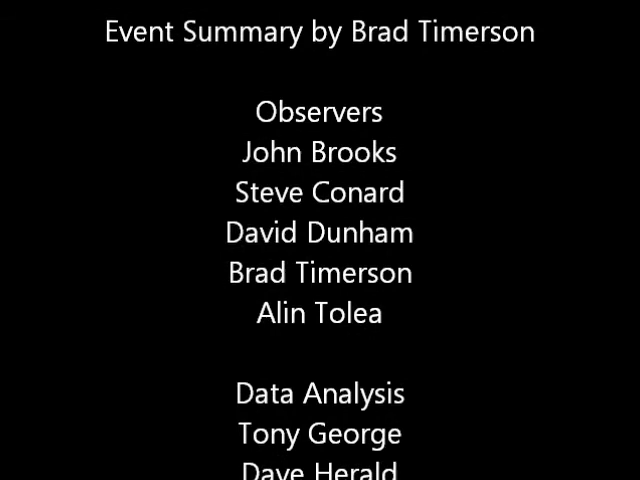 Event Summary by Brad Timerson
Observers
John Brooks
Steve Conard
David Dunham
Brad Timerson
Alin Tolea
Data Analysis
Tony George
Dave Herald